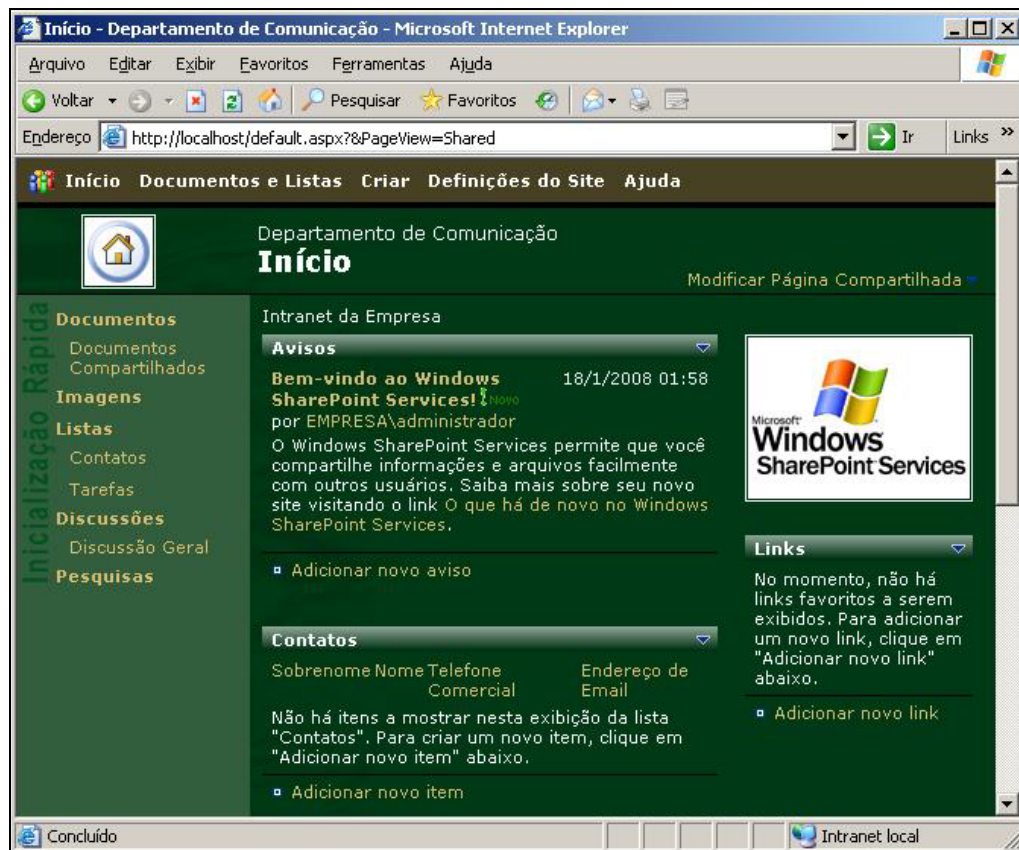 Início - Departamento de Comunicação - Microsoft Internet Explorer
Arquivo Editar Exibir Favoritos Ferramentas Ajuda
Voltar Pesquisar Favoritos
Endereço http://localhost/default.aspx?&PageView=Shared Ir Links »
Início Documentos e Listas Criar Definições do Site Ajuda
Departamento de Comunicação
Início
Modificar Página Compartilhada
Inicialização Rápida
Documentos
Documentos
Compartilhados
Imagens
Listas
Contatos
Tarefas
Discussões
Discussão Geral
Pesquisas
Intranet da Empresa
Avisos
Bem-vindo ao Windows 18/1/2008 01:58
SharePoint Services! Novo
por EMPRESA\administrador
O Windows SharePoint Services permite que você
compartilhe informações e arquivos facilmente
com outros usuários. Saiba mais sobre seu novo
site visitando o link O que há de novo no Windows
SharePoint Services.
Adicionar novo aviso
Contatos
Sobrenome Nome Telefone Endereço de
Comercial Email
Não há itens a mostrar nesta exibição da lista
"Contatos". Para criar um novo item, clique em
"Adicionar novo item" abaixo.
Adicionar novo item
Microsoft
Windows
SharePoint Services
Links
No momento, não há
links favoritos a serem
exibidos. Para adicionar
um novo link, clique em
"Adicionar novo link"
abaixo.
Adicionar novo link
Concluído Intranet local